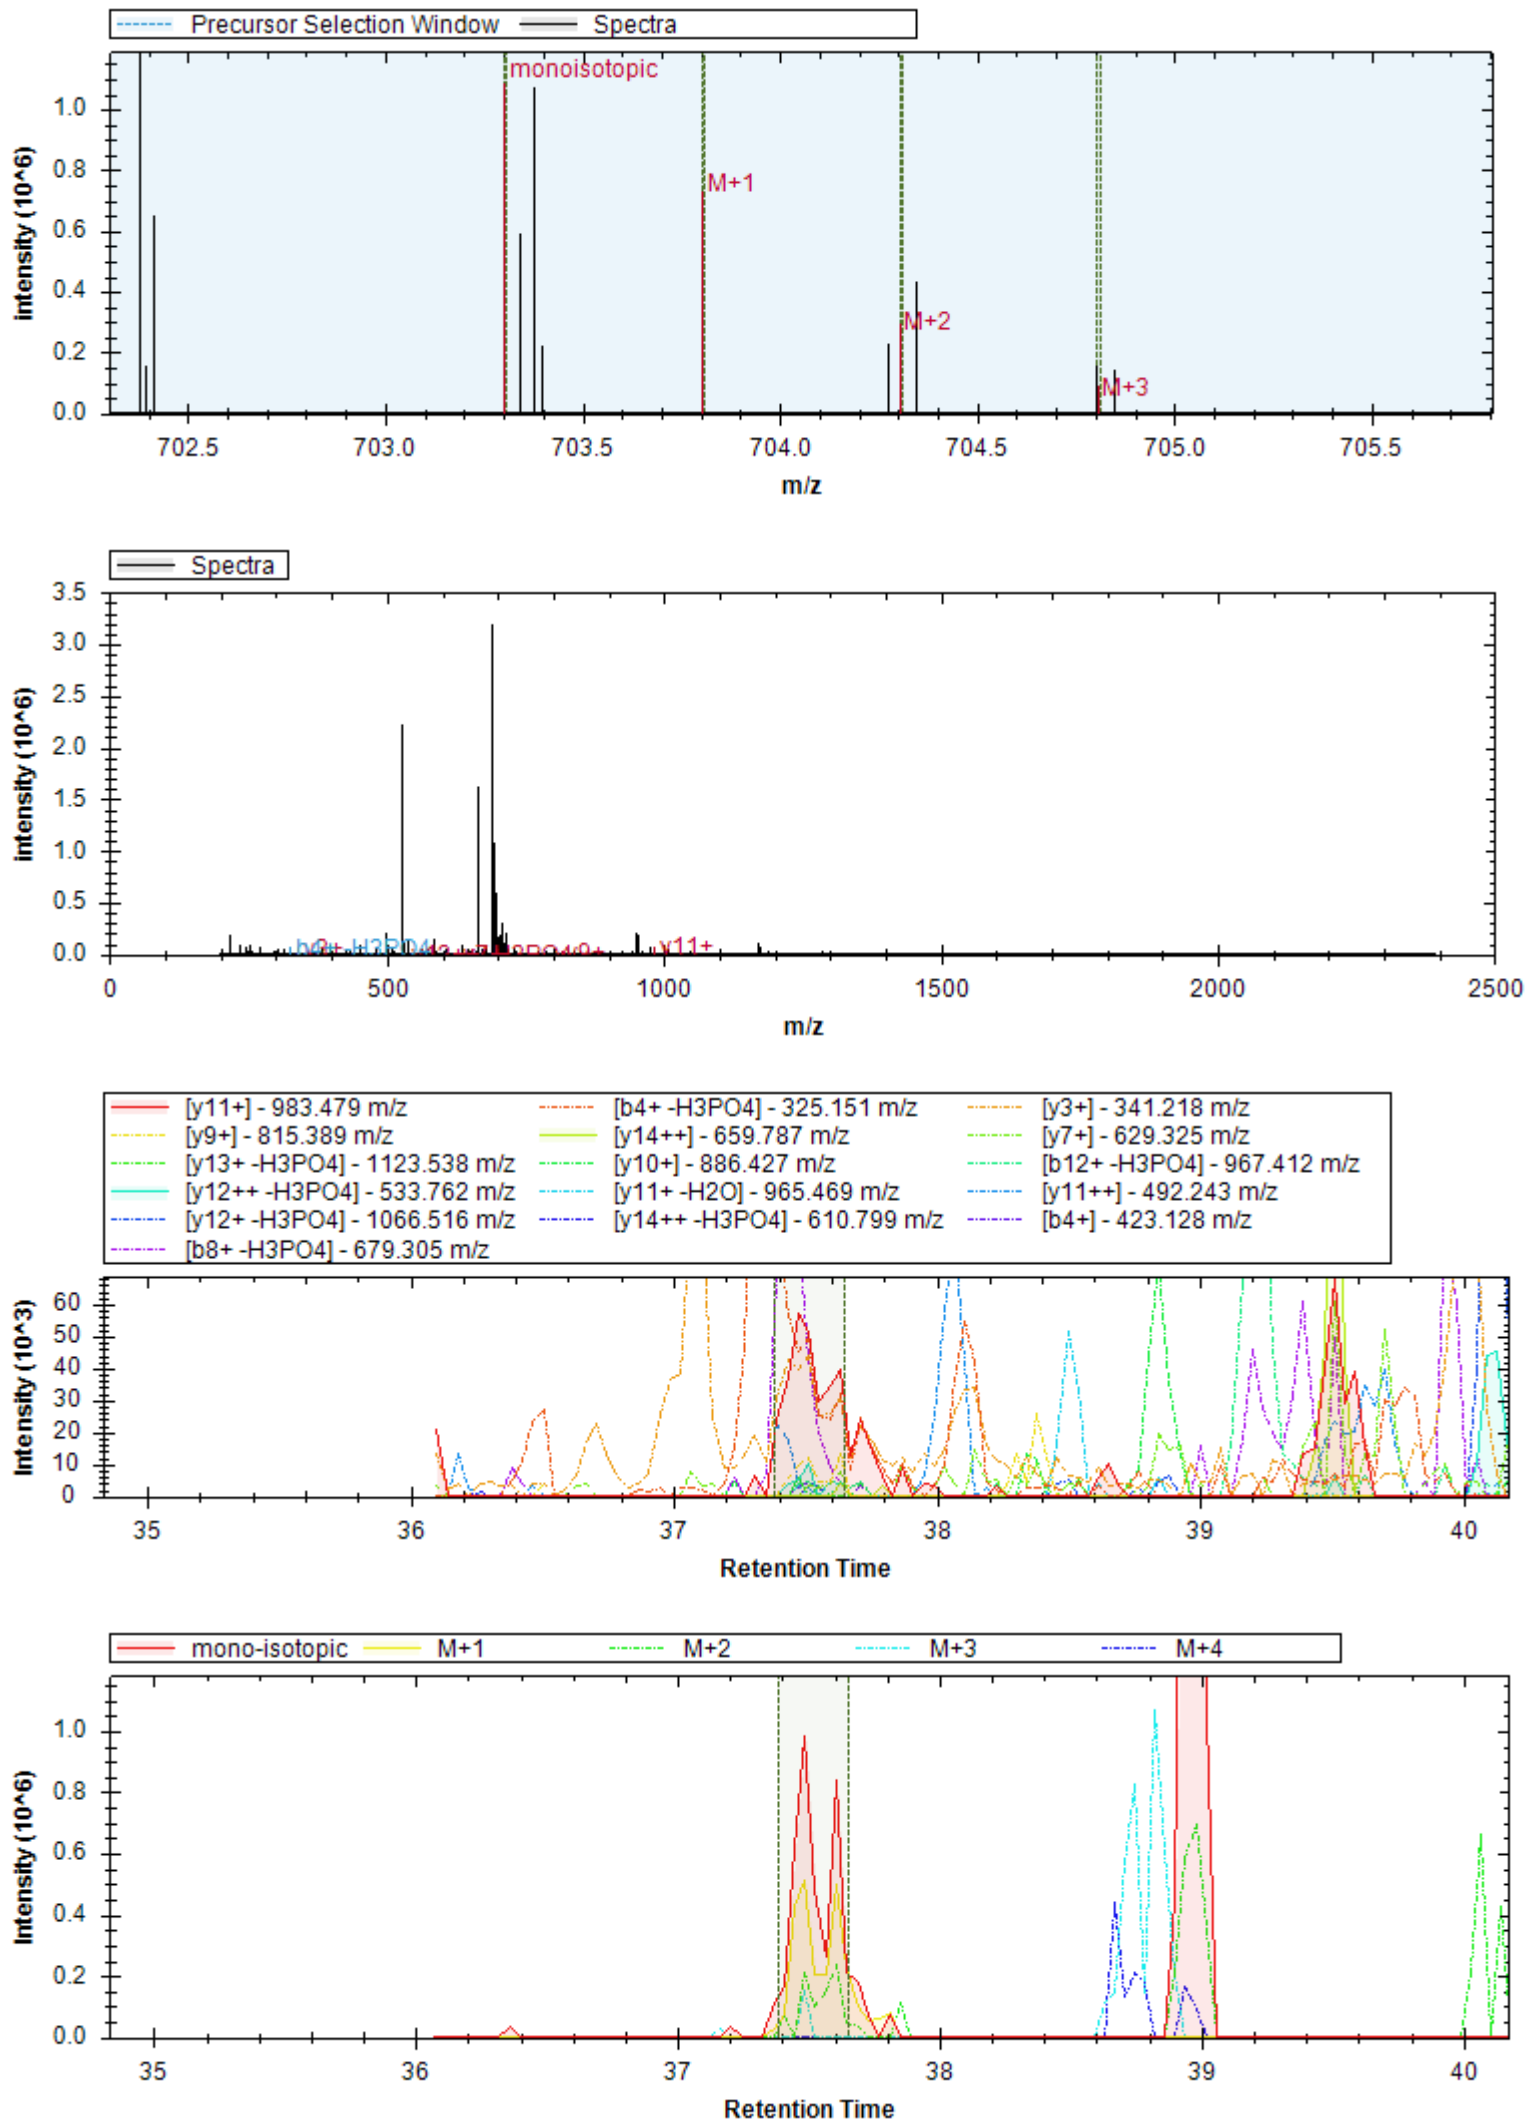 Precursor Selection Window Spectra
monoisotopic
M+1
M+2
M+3
intensity (10^6)
1.0
0.8
0.6
0.4
0.2
0.0
702.5 703.0 703.5 704.0 704.5 705.0 705.5
m/z
Spectra
intensity (10^6)
3.5
3.0
2.5
2.0
1.5
1.0
0.5
0.0
b4+ -H3PO4
y11+
0 500 1000 1500 2000 2500
m/z
[y11+] - 983.479 m/z [b4+ -H3PO4] - 325.151 m/z [y3+] - 341.218 m/z
[y9+] - 815.389 m/z [y14++] - 659.787 m/z [y7+] - 629.325 m/z
[y13+ -H3PO4] - 1123.538 m/z [y10+] - 886.427 m/z [b12+ -H3PO4] - 967.412 m/z
[y12++ -H3PO4] - 533.762 m/z [y11+ -H2O] - 965.469 m/z [y11++] - 492.243 m/z
[y12+ -H3PO4] - 1066.516 m/z [y14++ -H3PO4] - 610.799 m/z [b4+] - 423.128 m/z
[b8+ -H3PO4] - 679.305 m/z
Intensity (10^3)
60
50
40
30
20
10
0
35 36 37 38 39 40
Retention Time
mono-isotopic M+1 M+2 M+3 M+4
Intensity (10^6)
1.0
0.8
0.6
0.4
0.2
0.0
35 36 37 38 39 40
Retention Time